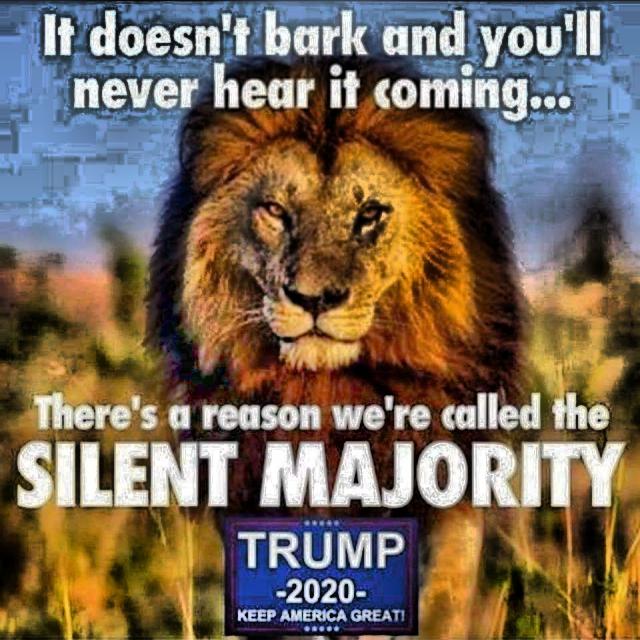 It doesn't bark and you'll
never hear it coming...
There's a reason we're called the
SILENT MAJORITY
TRUMP
-2020-
KEEP AMERICA GREAT!